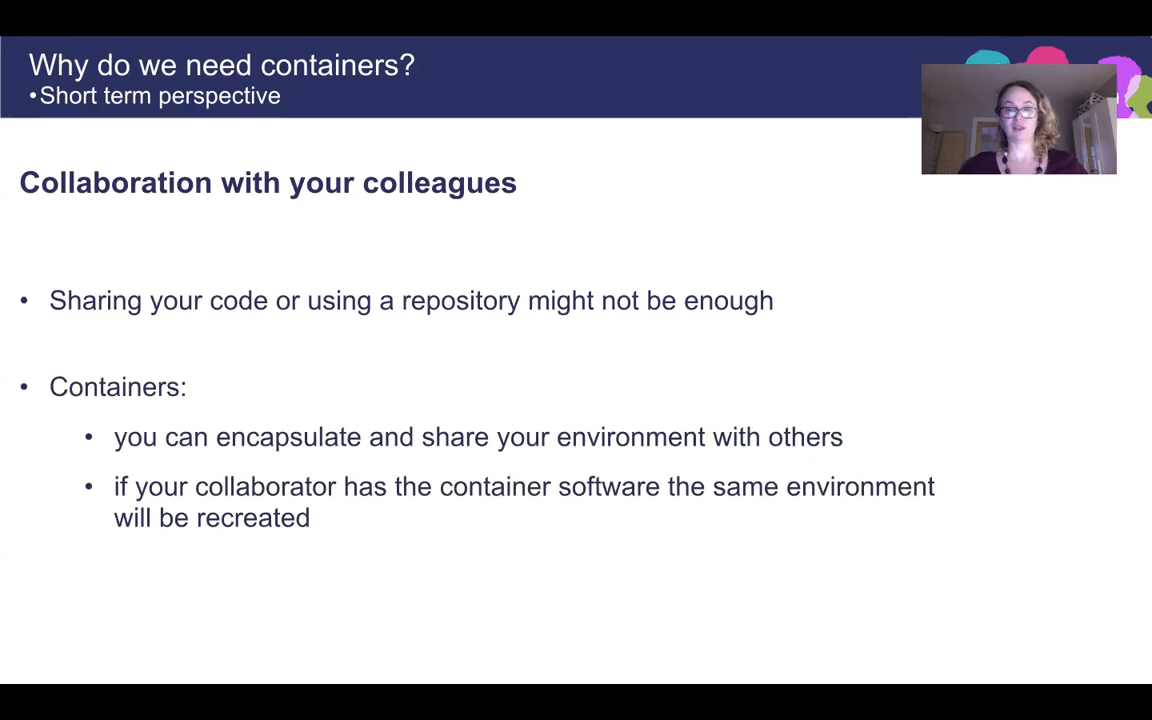 Why do we need containers?
•Short term perspective
Collaboration with your colleagues
• Sharing your code or using a repository might not be enough
• Containers:
• you can encapsulate and share your environment with others
• if your collaborator has the container software the same environment
will be recreated